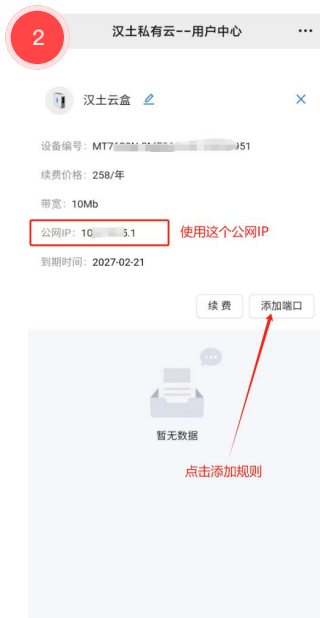 2
汉土私有云--用户中心
汉土云盒
设备编号：
续费价格：258/年
带宽：10Mb
公网IP：
使用这个公网IP
到期时间：2027-02-21
续 费
添加端口
暂无数据
点击添加规则